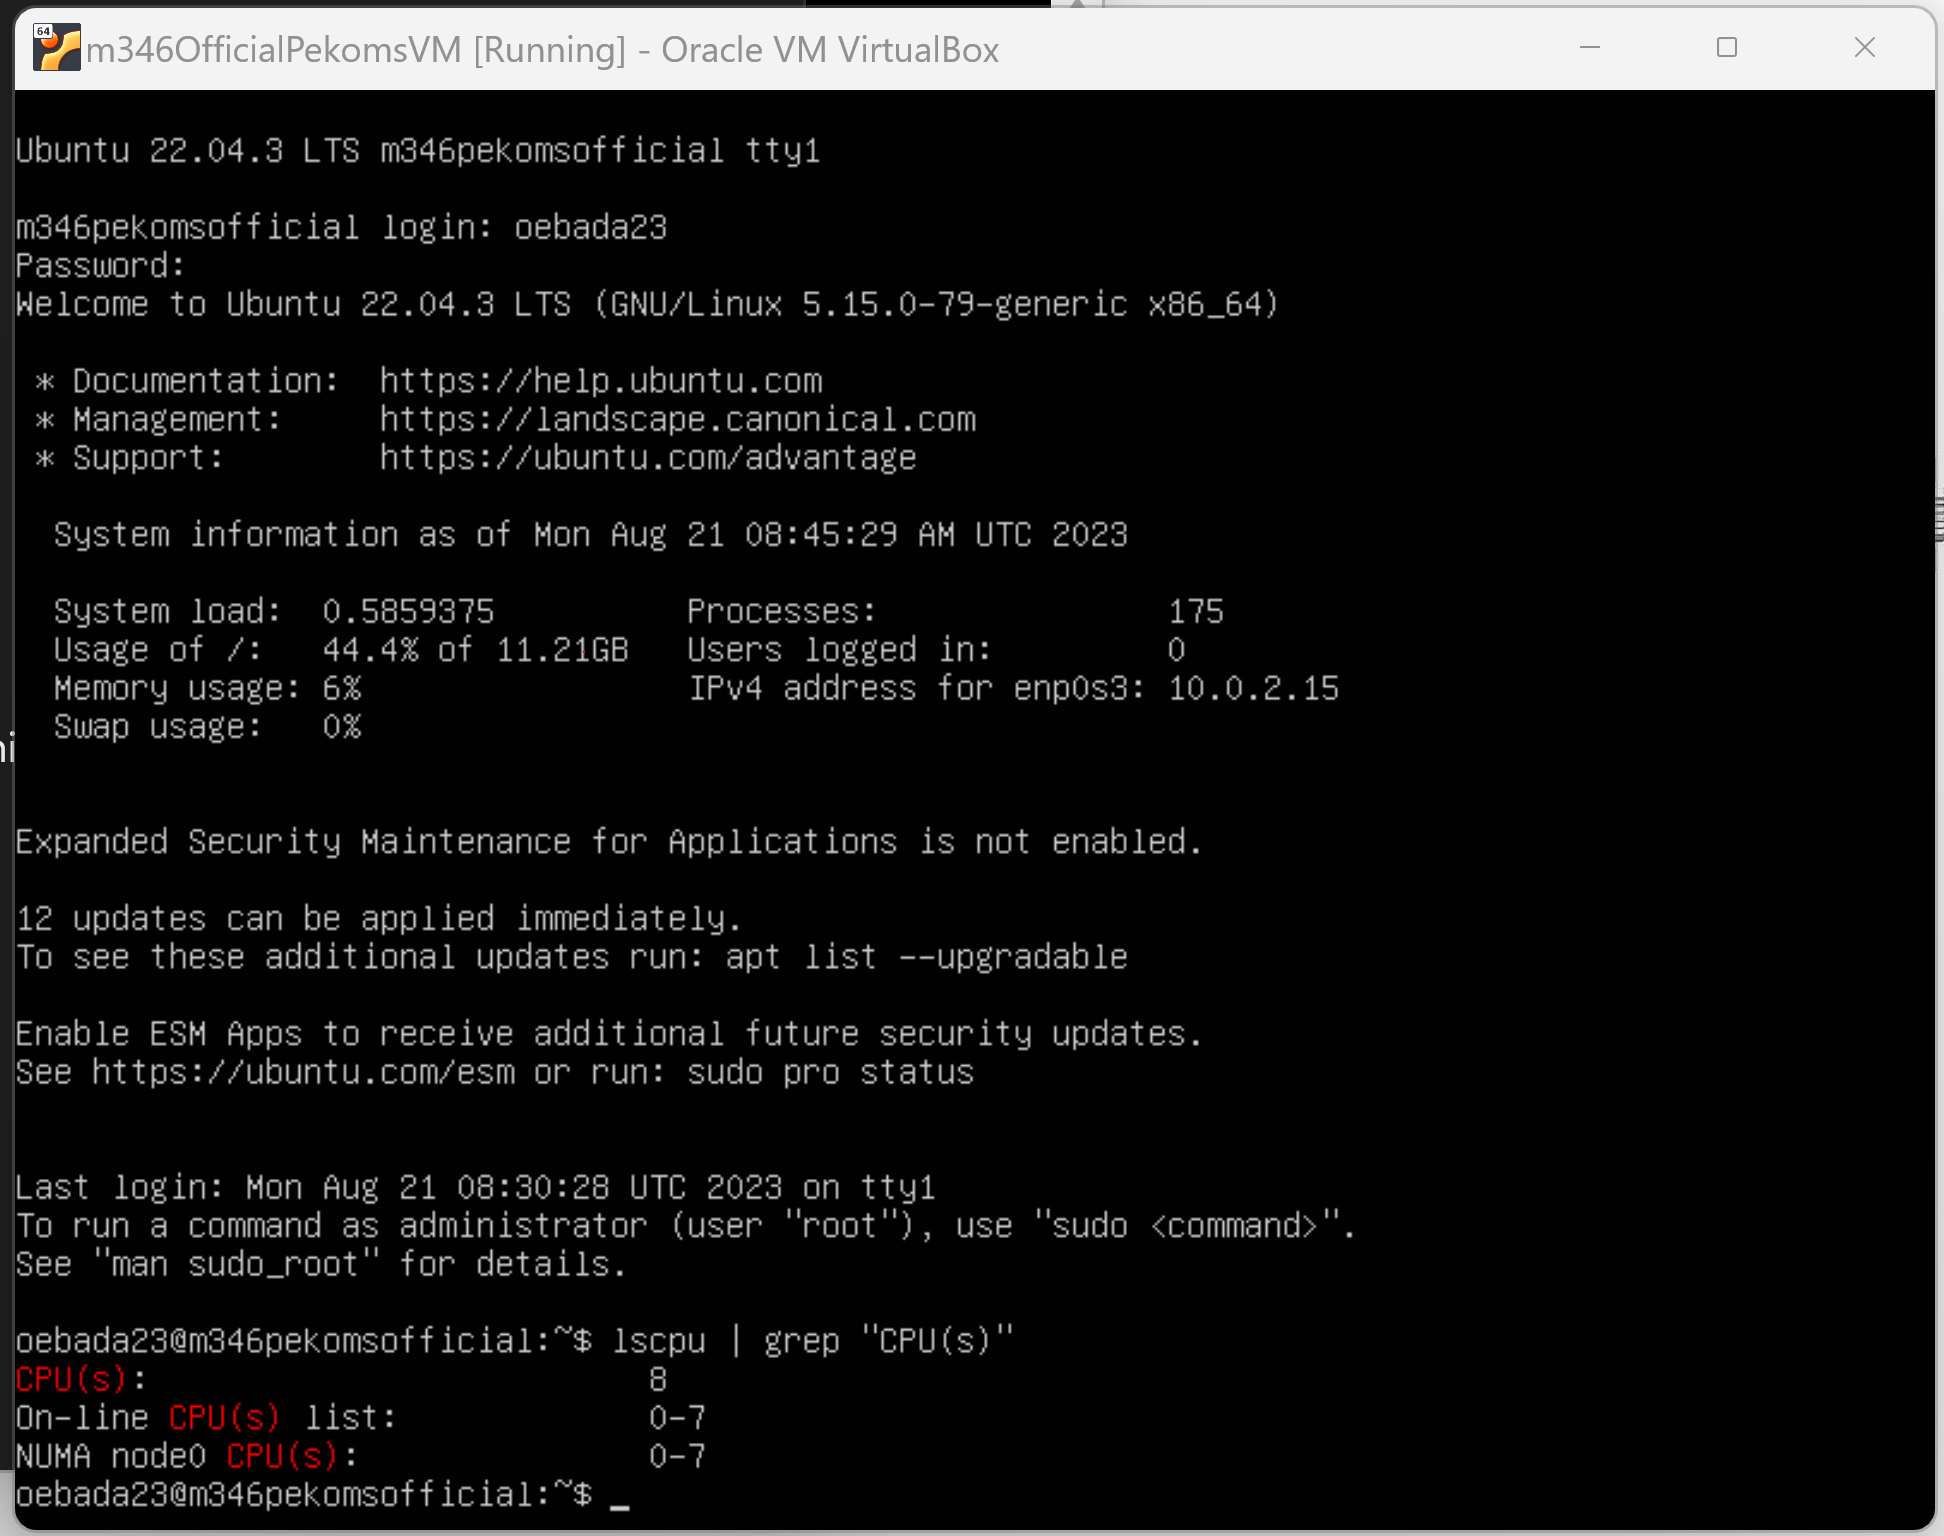 64
m346OfficialPekomsVM [Running] - Oracle VM VirtualBox
Ubuntu 22.04.3 LTS m346pekomsofficial tty1
m346pekomsofficial login: oebada23
Password:
Welcome to Ubuntu 22.04.3 LTS (GNU/Linux 5.15.0-79-generic x86_64)
* Documentation:  https://help.ubuntu.com
* Management:     https://landscape.canonical.com
* Support:        https://ubuntu.com/advantage
System information as of Mon Aug 21 08:45:29 AM UTC 2023
System load:  0.5859375          Processes:               175
Usage of /:   44.4% of 11.21GB   Users logged in:         0
Memory usage: 6%                 IPv4 address for enp0s3: 10.0.2.15
Swap usage:   0%
Expanded Security Maintenance for Applications is not enabled.
12 updates can be applied immediately.
To see these additional updates run: apt list --upgradable
Enable ESM Apps to receive additional future security updates.
See https://ubuntu.com/esm or run: sudo pro status
Last login: Mon Aug 21 08:30:28 UTC 2023 on tty1
To run a command as administrator (user "root"), use "sudo <command>".
See "man sudo_root" for details.
oebada23@m346pekomsofficial:~$ lscpu | grep "CPU(s)"
CPU(s):                          8
On-line CPU(s) list:             0-7
NUMA node0 CPU(s):               0-7
oebada23@m346pekomsofficial:~$ _